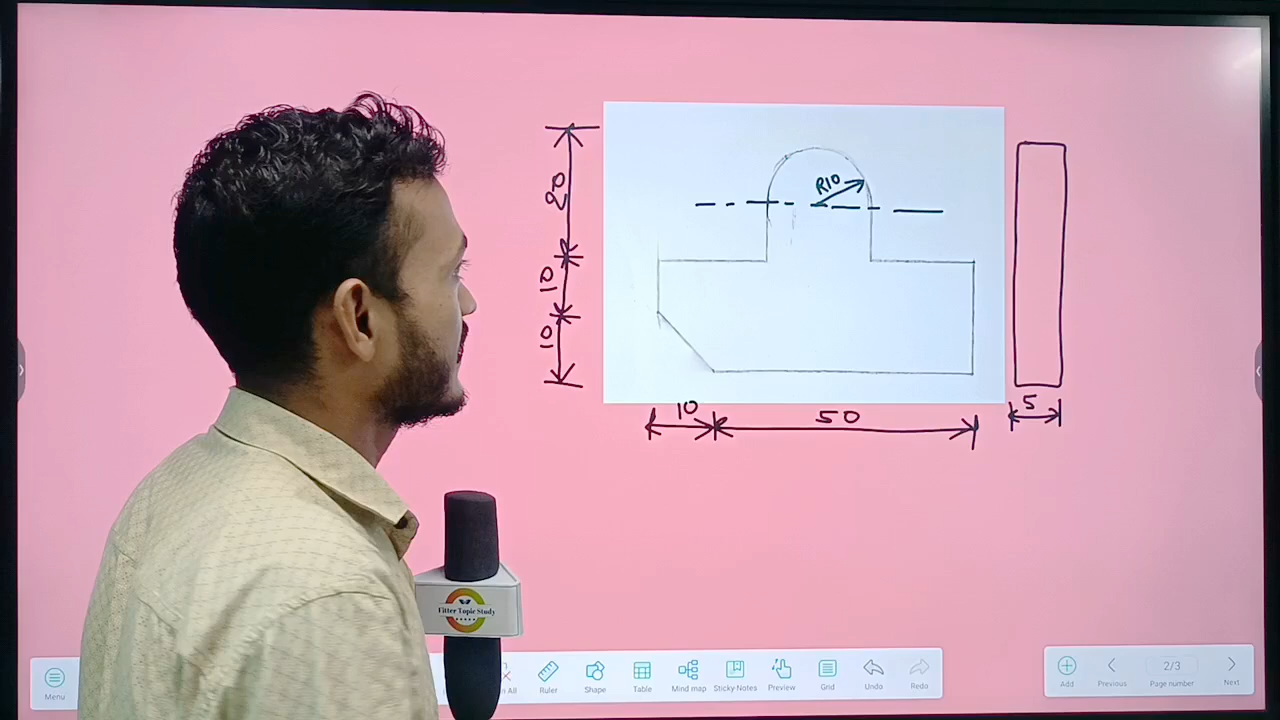 20
10
10
R10
10
50
5
Fitter Topic Study
Menu
All
Ruler
Shape
Table
Mind map
Sticky Notes
Preview
Grid
Undo
Redo
Add
Previous
2/3
Page number
Next